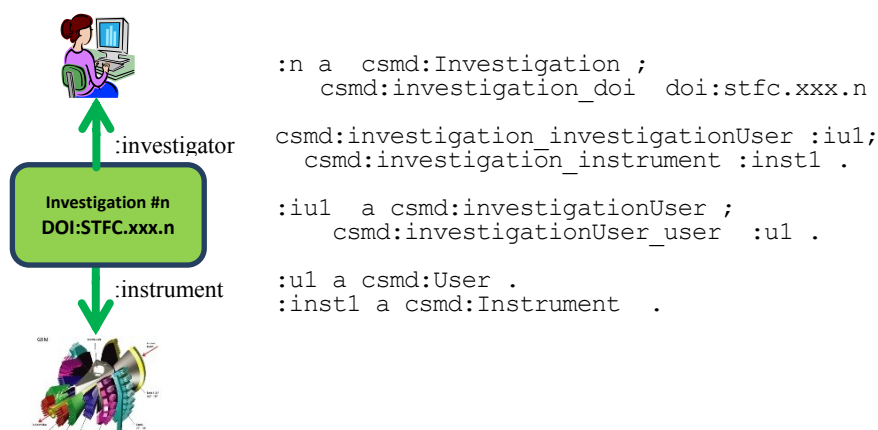 :n a csmd:Investigation ;
csmd:investigation_doi doi:stfc.xxx.n
:investigator
csmd:investigation_investigationUser :iu1;
csmd:investigation_instrument :inst1 .
Investigation #n
DOI:STFC.xxx.n
:iu1 a csmd:investigationUser ;
csmd:investigationUser_user :u1 .
:instrument
:u1 a csmd:User .
:inst1 a csmd:Instrument .
GEM